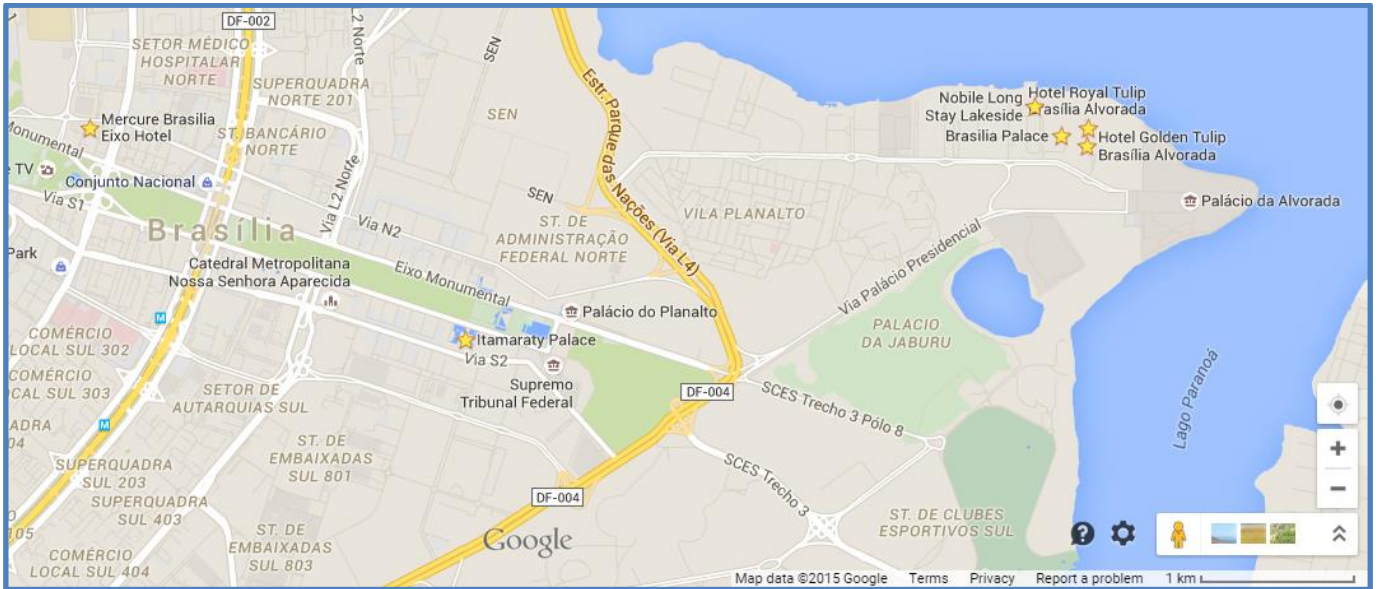 DF-002
SETOR MÉDICO
HOSPITALAR
NORTE
L2 Norte
SEN
SUPERQUADRA
NORTE 201
SEN
Estr. Parque das Nações (Via L4)
Mercure Brasilia
Eixo Hotel
Monumental
ST. BANCÁRIO
NORTE
Nobile Long
Stay Lakeside
Hotel Royal Tulip
Brasília Alvorada
Brasilia Palace
Hotel Golden Tulip
Brasília Alvorada
TV
Conjunto Nacional
Via S1
Via L2 Norte
SEN
Via N2
VILA PLANALTO
Palácio da Alvorada
Brasília
ST. DE
ADMINISTRAÇÃO
FEDERAL NORTE
Park
Catedral Metropolitana
Nossa Senhora Aparecida
Eixo Monumental
Via Palácio Presidencial
Palácio do Planalto
Itamaraty Palace
Via S2
PALACIO
DA JABURU
COMÉRCIO
LOCAL SUL 302
Supremo
Tribunal Federal
COMÉRCIO
LOCAL SUL 303
SETOR DE
AUTARQUIAS SUL
DF-004
SCES Trecho 3 Pólo 8
Lago Paranoá
ST. DE
EMBAIXADAS
SUL 801
SUPERQUADRA
SUL 203
SUPERQUADRA
SUL 403
DF-004
SCES Trecho 3
ST. DE CLUBES
ESPORTIVOS SUL
105
ST. DE
EMBAIXADAS
SUL 803
COMÉRCIO
LOCAL SUL 404
Google
Map data ©2015 Google Terms Privacy Report a problem 1 km